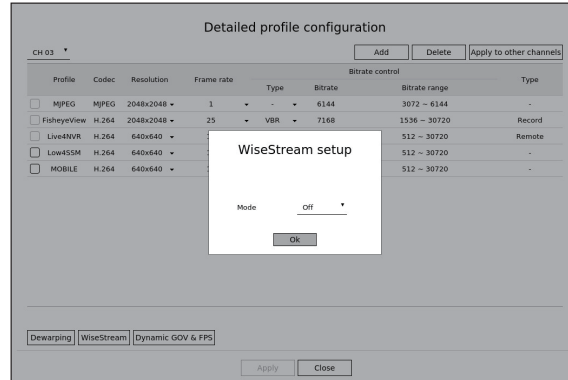 Detailed profile configuration
CH 03
Add Delete Apply to other channels
Profile Codec Resolution Frame rate Bitrate control Type
Type Bitrate Bitrate range
MJPEG MJPEG 2048x2048 1 - 6144 3072 ~ 6144 -
FisheyeView H.264 2048x2048 25 VBR 7168 1536 ~ 30720 Record
Live4NVR H.264 640x640 512 ~ 30720 Remote
Low4SSM H.264 640x640 512 ~ 30720 -
MOBILE H.264 640x640 512 ~ 30720 -
WiseStream setup
Mode Off
Ok
Dewarping WiseStream Dynamic GOV & FPS
Apply Close